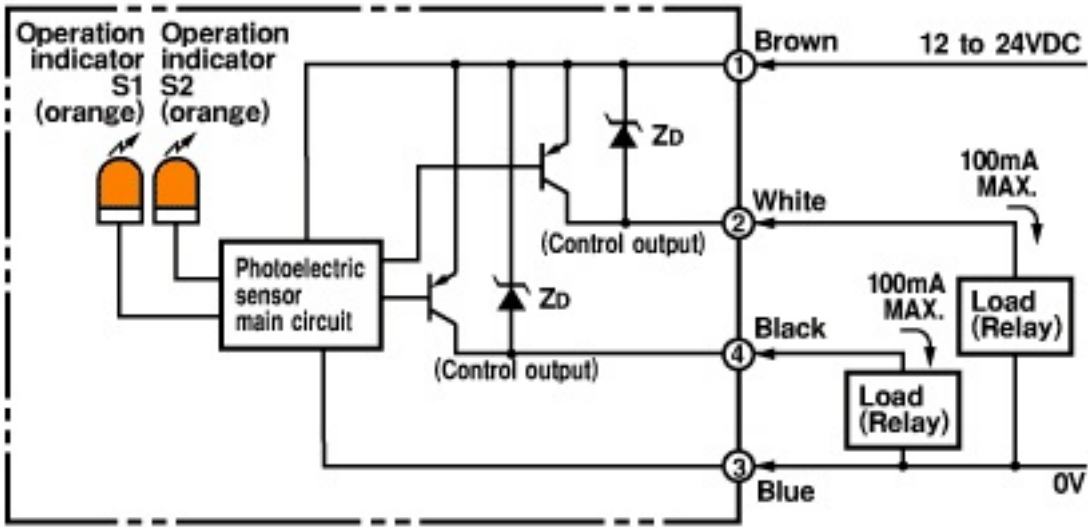 Operation indicator S1 (orange)
Operation indicator S2 (orange)
Brown
12 to 24VDC
1
ZD
100mA
MAX.
White
2
(Control output)
Photoelectric
sensor
main circuit
ZD
100mA
MAX.
Load
(Relay)
Black
4
(Control output)
Load
(Relay)
3
Blue
0V